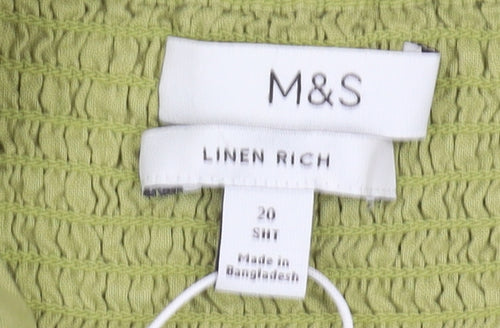 M&S
LINEN RICH
20
SHT
Made in
Bangladesh